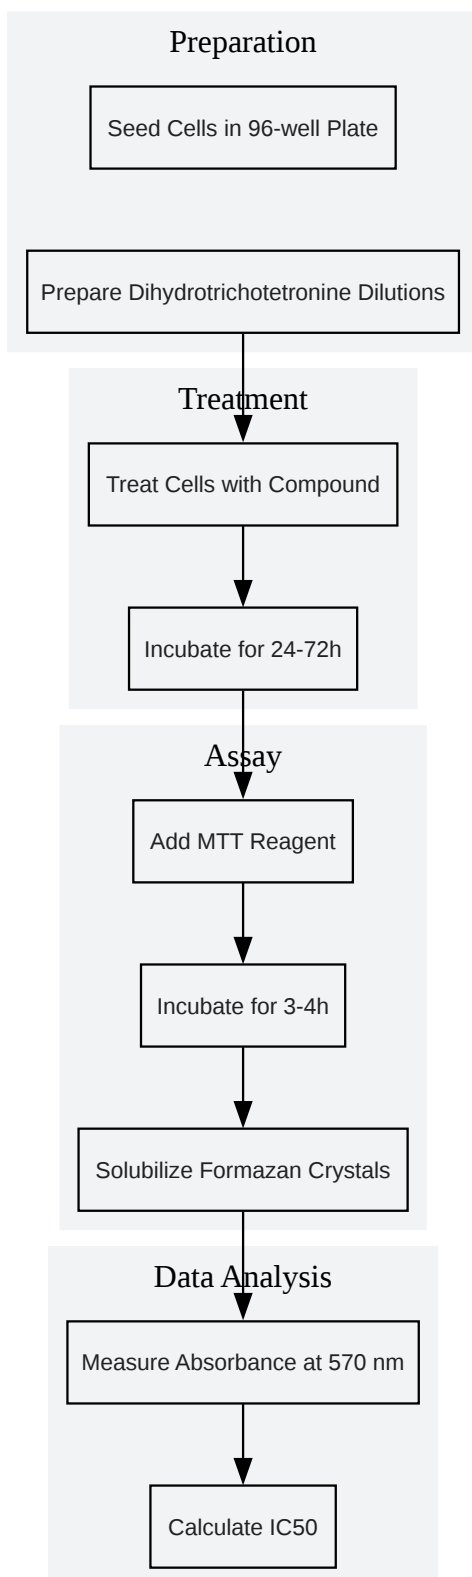 Preparation
Seed Cells in 96-well Plate
Prepare Dihydrotrichotetronine Dilutions
Treatment
Treat Cells with Compound
Incubate for 24-72h
Assay
Add MTT Reagent
Incubate for 3-4h
Solubilize Formazan Crystals
Data Analysis
Measure Absorbance at 570 nm
Calculate IC50